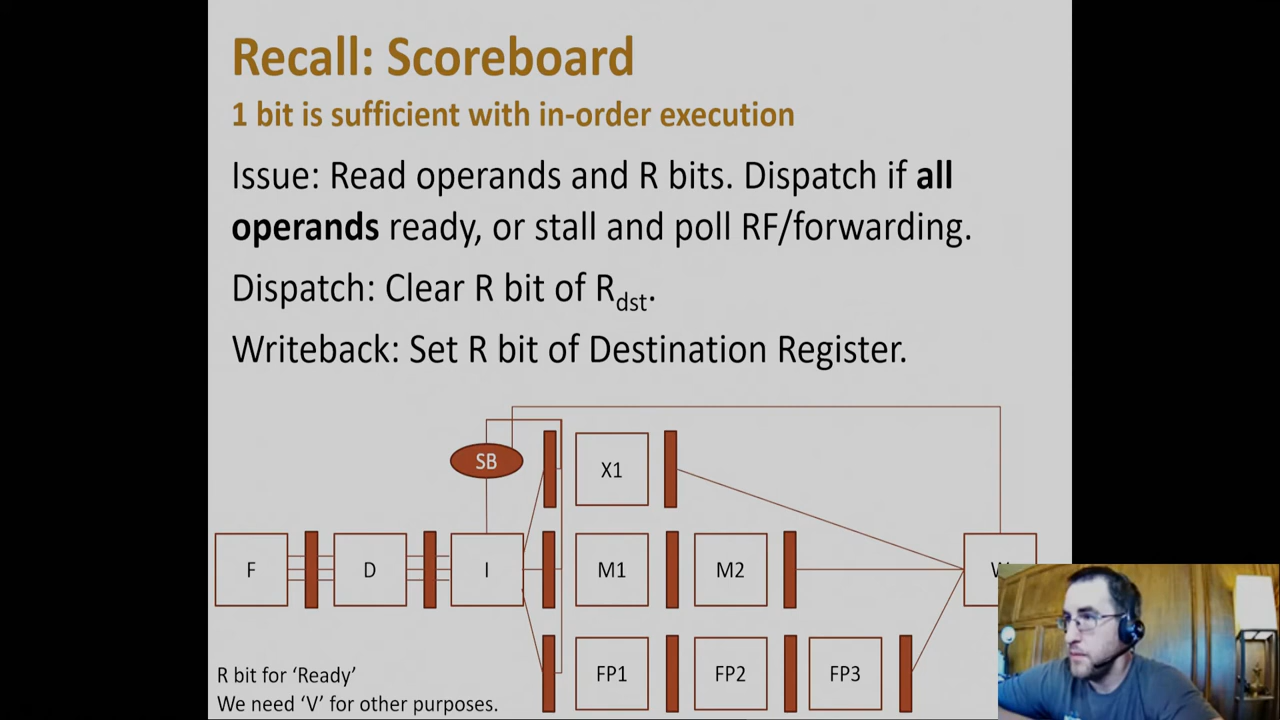 Recall: Scoreboard
1 bit is sufficient with in-order execution
Issue: Read operands and R bits. Dispatch if all
operands ready, or stall and poll RF/forwarding.
Dispatch: Clear R bit of Rdst.
Writeback: Set R bit of Destination Register.
SB
X1
F
D
I
M1
M2
FP1
FP2
FP3
R bit for ‘Ready’
We need ‘V’ for other purposes.